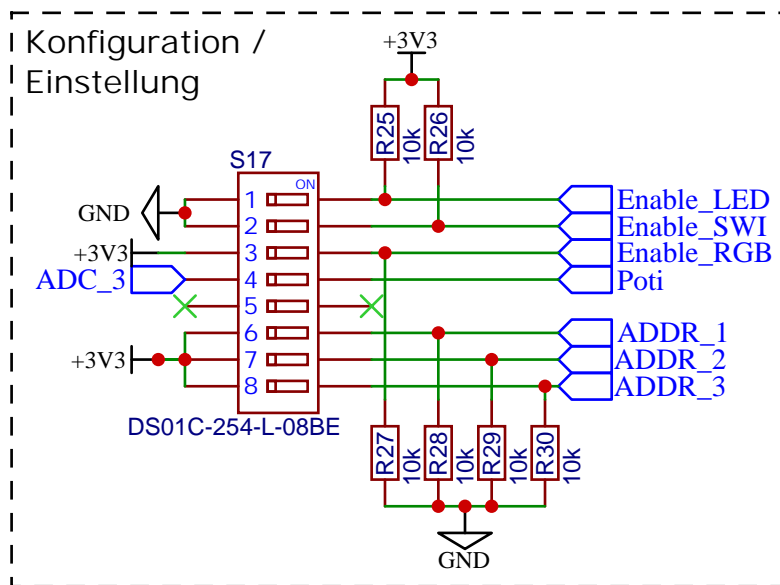 Konfiguration /
Einstellung
+3V3
R25
10k
R26
10k
S17
ON
1
2
3
4
5
6
7
8
GND
+3V3
ADC_3
+3V3
Enable_LED
Enable_SWI
Enable_RGB
Poti
ADDR_1
ADDR_2
ADDR_3
DS01C-254-L-08BE
R27
10k
R28
10k
R29
10k
R30
10k
GND